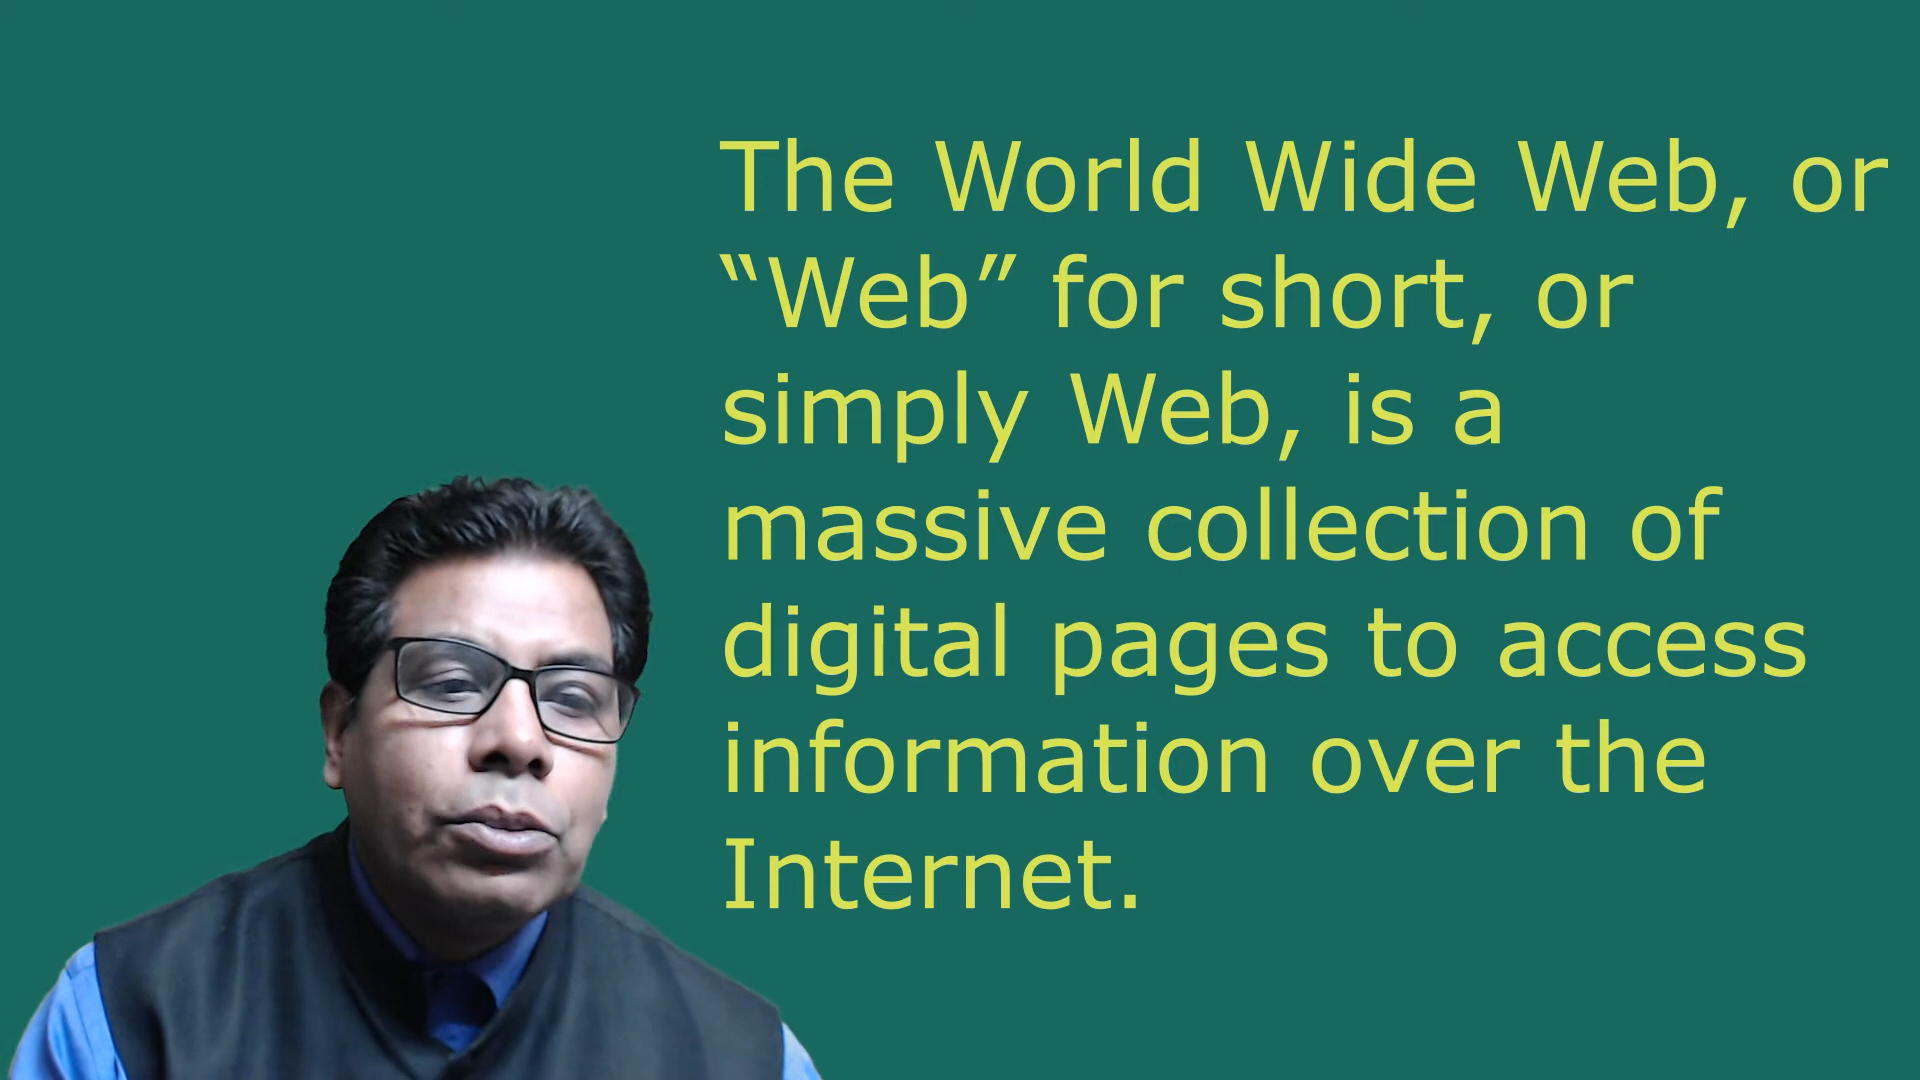 The World Wide Web, or
“Web” for short, or
simply Web, is a
massive collection of
digital pages to access
information over the
Internet.